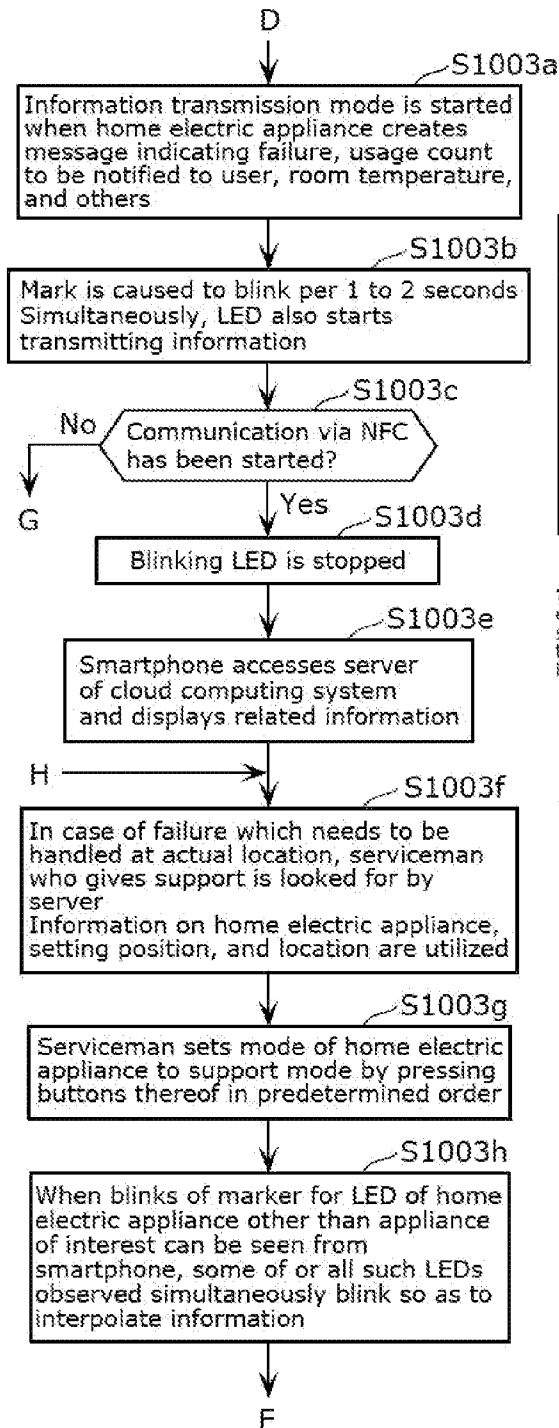 D
S1003a
Information transmission mode is started
when home electric appliance creates
message indicating failure, usage count
to be notified to user, room temperature,
and others
S1003b
Mark is caused to blink per 1 to 2 seconds
Simultaneously, LED also starts
transmitting information
S1003c
No
Communication via NFC
has been started?
G
Yes
S1003d
Blinking LED is stopped
S1003e
Smartphone accesses server
of cloud computing system
and displays related information
H
S1003f
In case of failure which needs to be
handled at actual location, serviceman
who gives support is looked for by
server
Information on home electric appliance,
setting position, and location are utilized
S1003g
Serviceman sets mode of home electric
appliance to support mode by pressing
buttons thereof in predetermined order
S1003h
When blinks of marker for LED of home
electric appliance other than appliance
of interest can be seen from
smartphone, some of or all such LEDs
observed simultaneously blink so as to
interpolate information
F